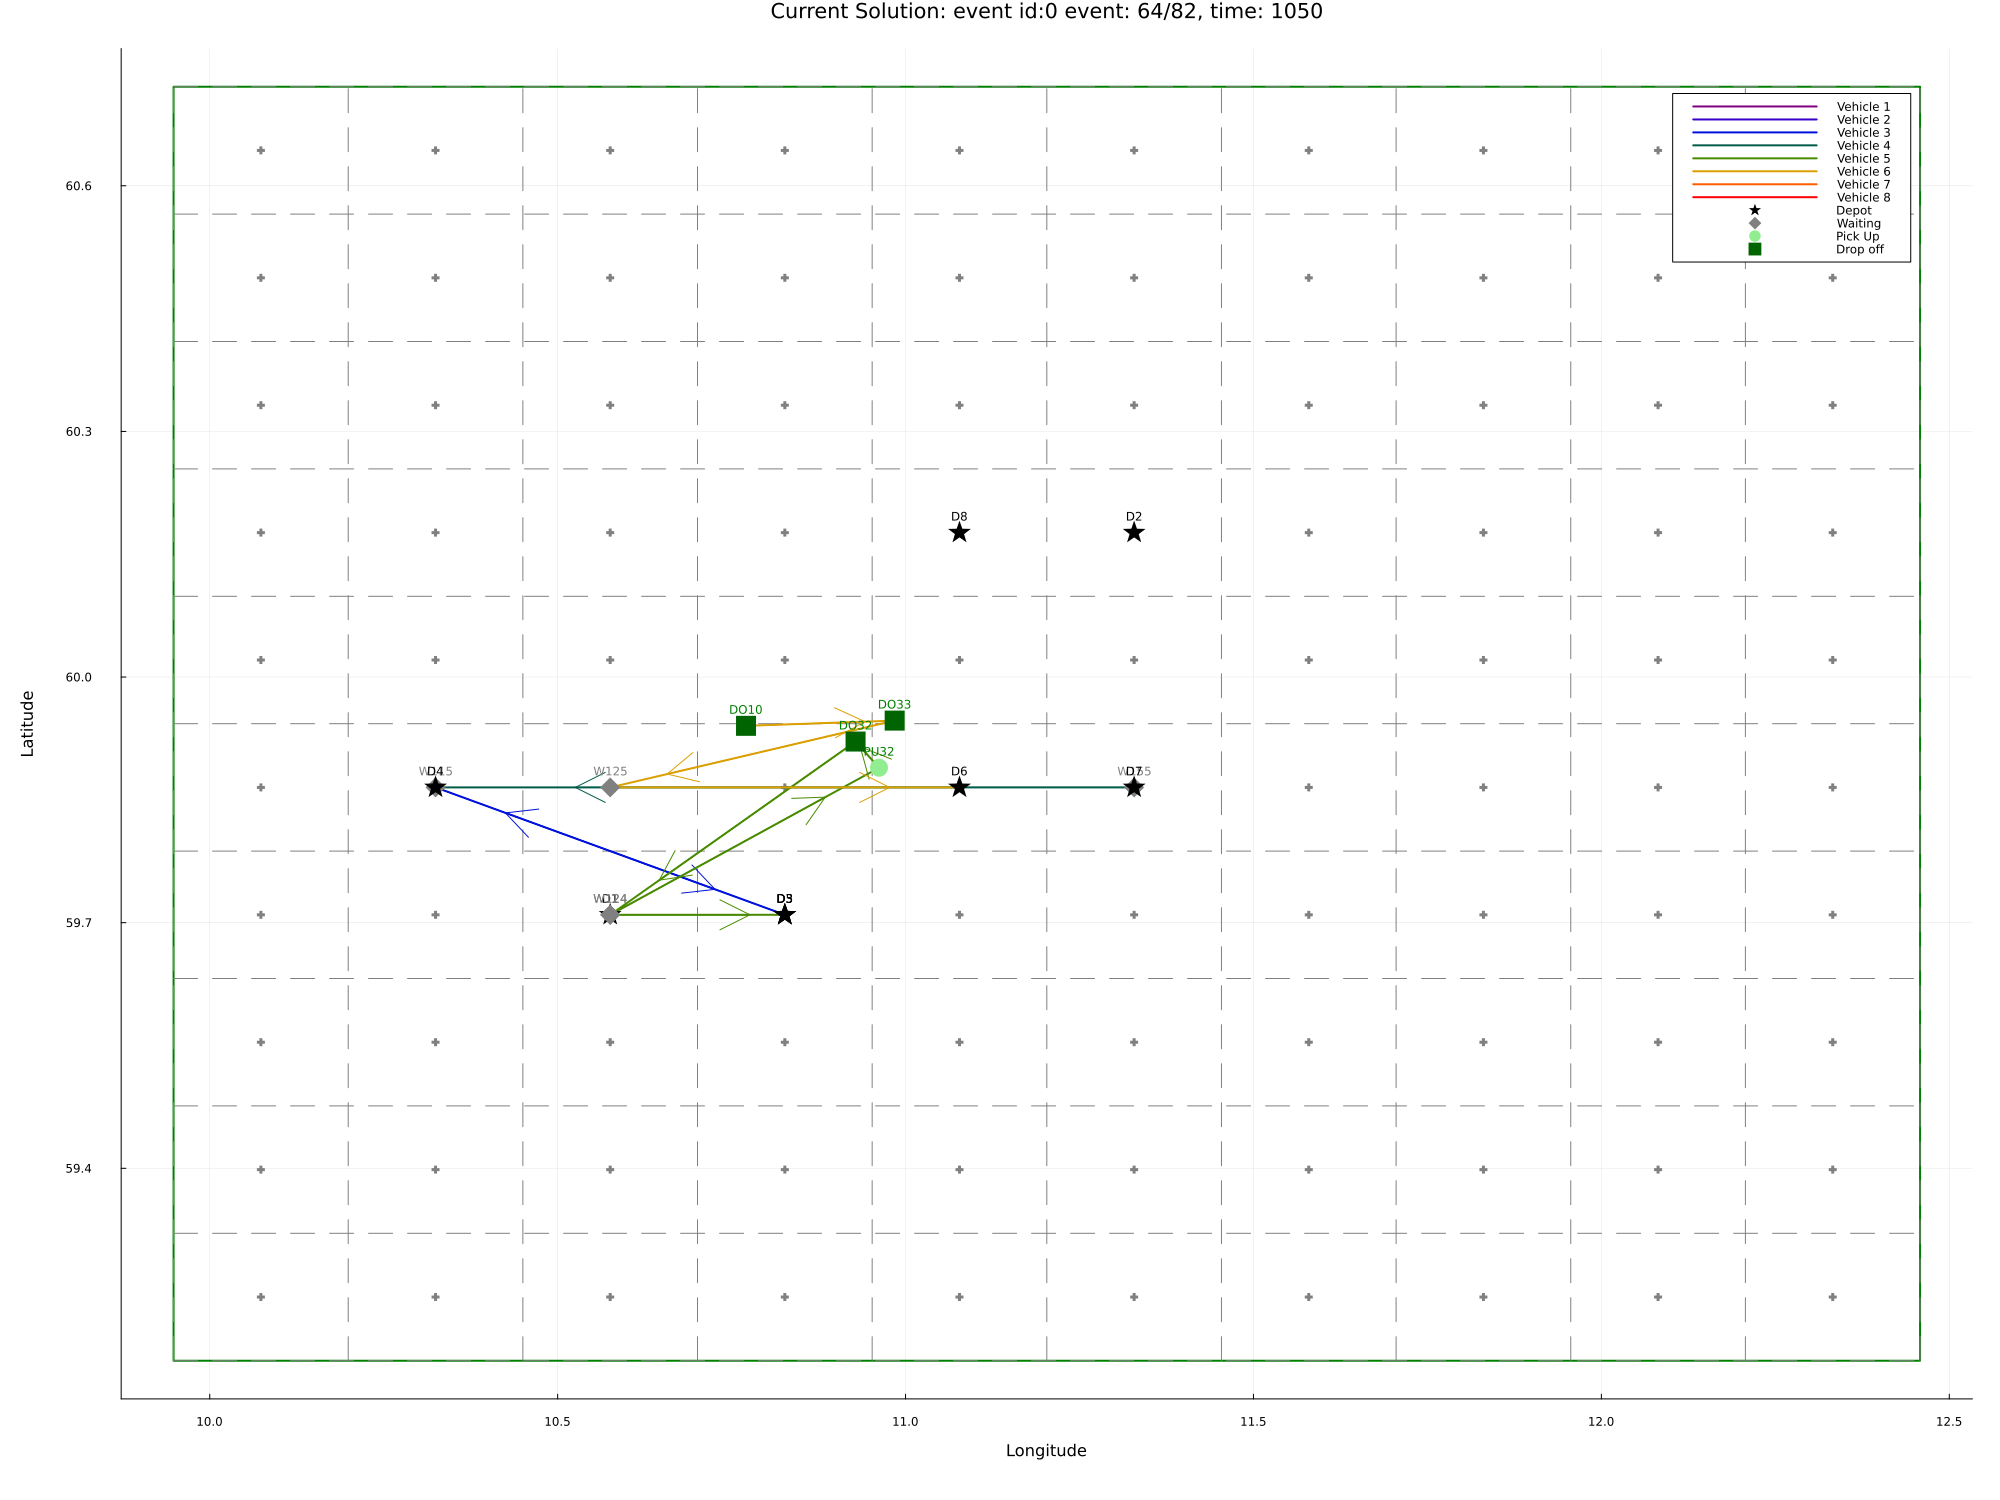 Current Solution: event id:0 event: 64/82, time: 1050
Vehicle 1
Vehicle 2
Vehicle 3
Vehicle 4
Vehicle 5
Vehicle 6
Vehicle 7
Vehicle 8
Depot
Waiting
Pick Up
Drop off
60.6
60.3
60.0
59.7
59.4
Latitude
D8
D2
DO33
DO10
DO32
PU32
D4
W125
D6
D7
10.0
10.5
11.0
11.5
12.0
12.5
Longitude